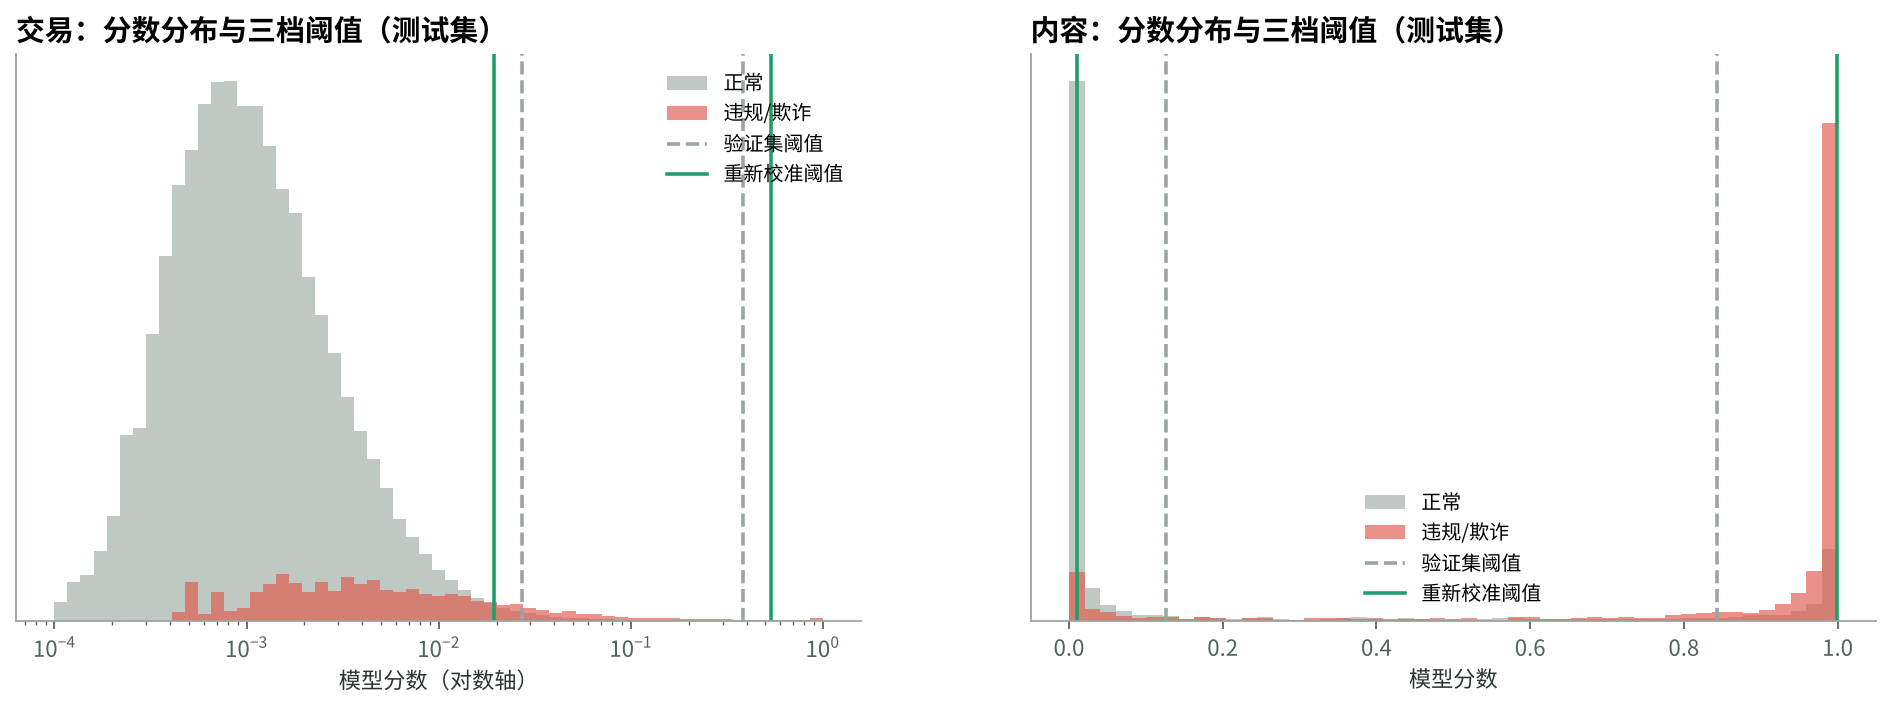 交易：分数分布与三档阈值（测试集）
正常
违规/欺诈
验证集阈值
重新校准阈值
10⁻⁴ 10⁻³ 10⁻² 10⁻¹ 10⁰
模型分数（对数轴）
内容：分数分布与三档阈值（测试集）
正常
违规/欺诈
验证集阈值
重新校准阈值
0.0 0.2 0.4 0.6 0.8 1.0
模型分数